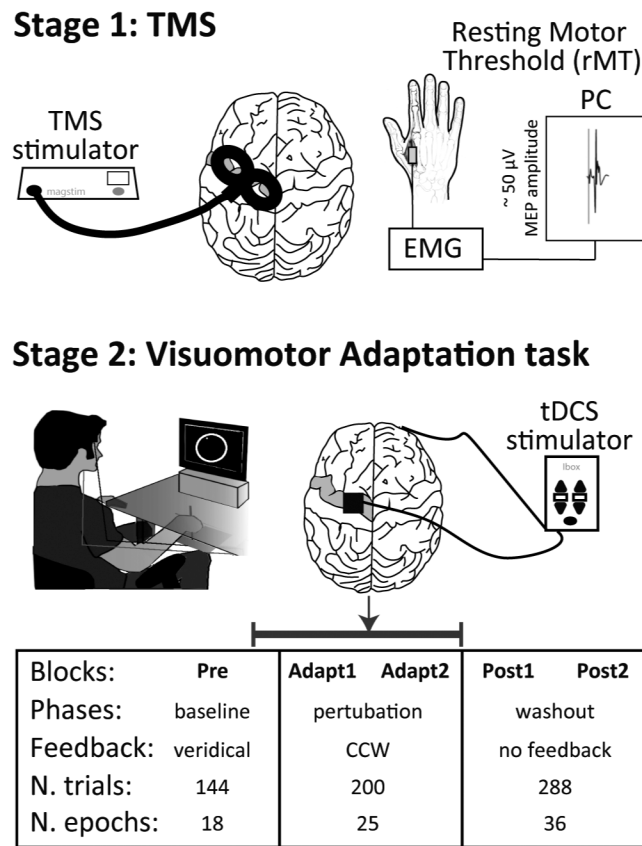 Stage 1: TMS
Resting Motor
Threshold (rMT)
PC
TMS
stimulator
magstim
~ 50 µV
MEP amplitude
EMG
Stage 2: Visuomotor Adaptation task
tDCS
stimulator
Ibox
Blocks: Pre Adapt1 Adapt2 Post1 Post2
Phases: baseline pertubation washout
Feedback: veridical CCW no feedback
N. trials: 144 200 288
N. epochs: 18 25 36